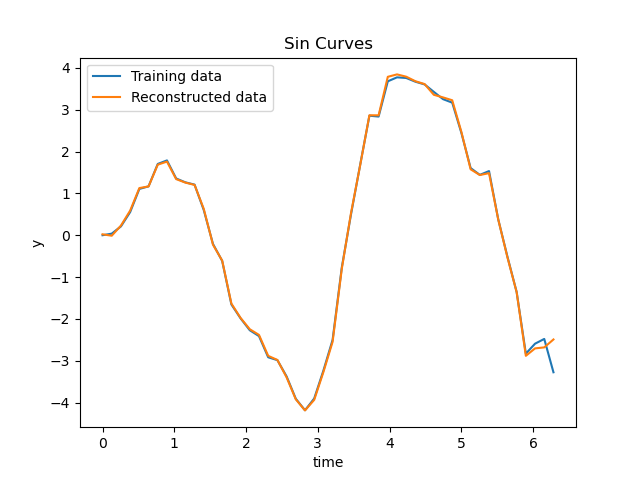 Sin Curves
Training data
Reconstructed data
4
3
2
1
0
−1
−2
−3
−4
y
0 1 2 3 4 5 6
time